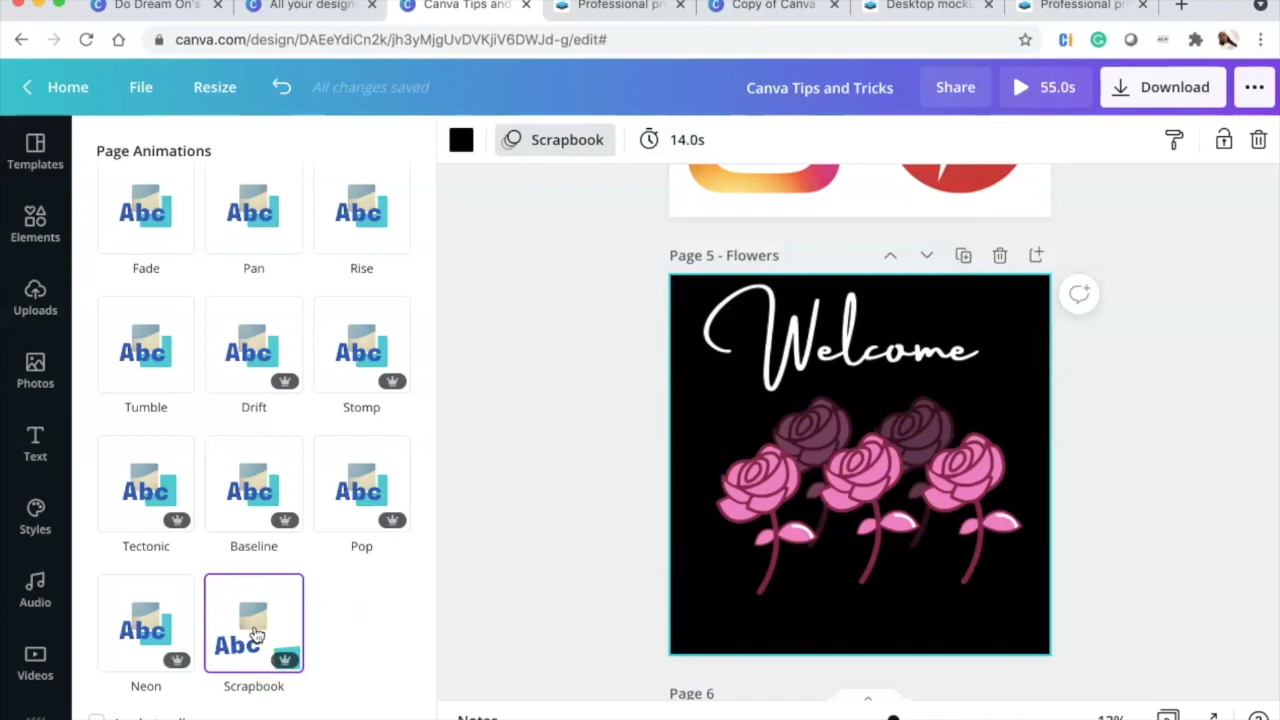 Do Dream On's
All your design
Canva Tips and
Professional pr
Copy of Canva
Desktop mock
Professional pr
canva.com/design/DAEeYdiCn2k/jh3yMjgUvDVKjiV6DWJd-g/edit#
Home
File
Resize
All changes saved
Canva Tips and Tricks
Share
55.0s
Download
Templates
Elements
Uploads
Photos
Text
Styles
Audio
Videos
Page Animations
Abc
Abc
Abc
Fade
Pan
Rise
Abc
Abc
Abc
Tumble
Drift
Stomp
Abc
Abc
Abc
Tectonic
Baseline
Pop
Abc
Abc
Neon
Scrapbook
Scrapbook
14.0s
Page 5 - Flowers
Welcome
Page 6
Notes